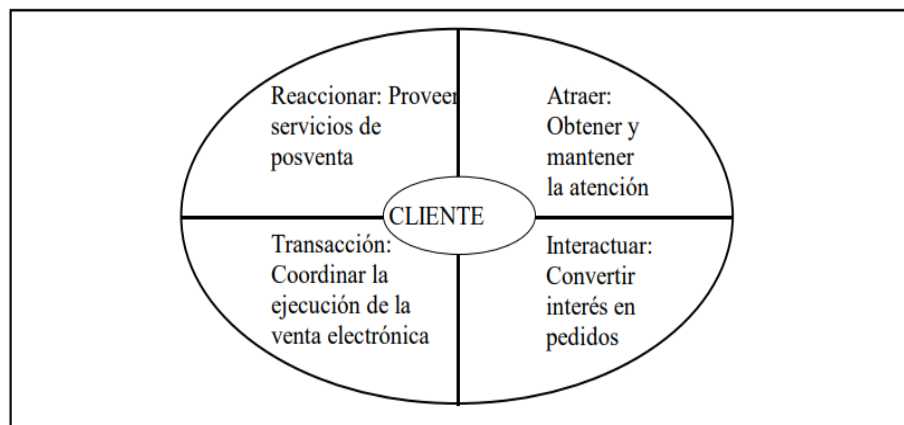 Reaccionar: Proveer
servicios de
posventa
Atraer:
Obtener y
mantener
la atención
CLIENTE
Transacción:
Coordinar la
ejecución de la
venta electrónica
Interactuar:
Convertir
interés en
pedidos